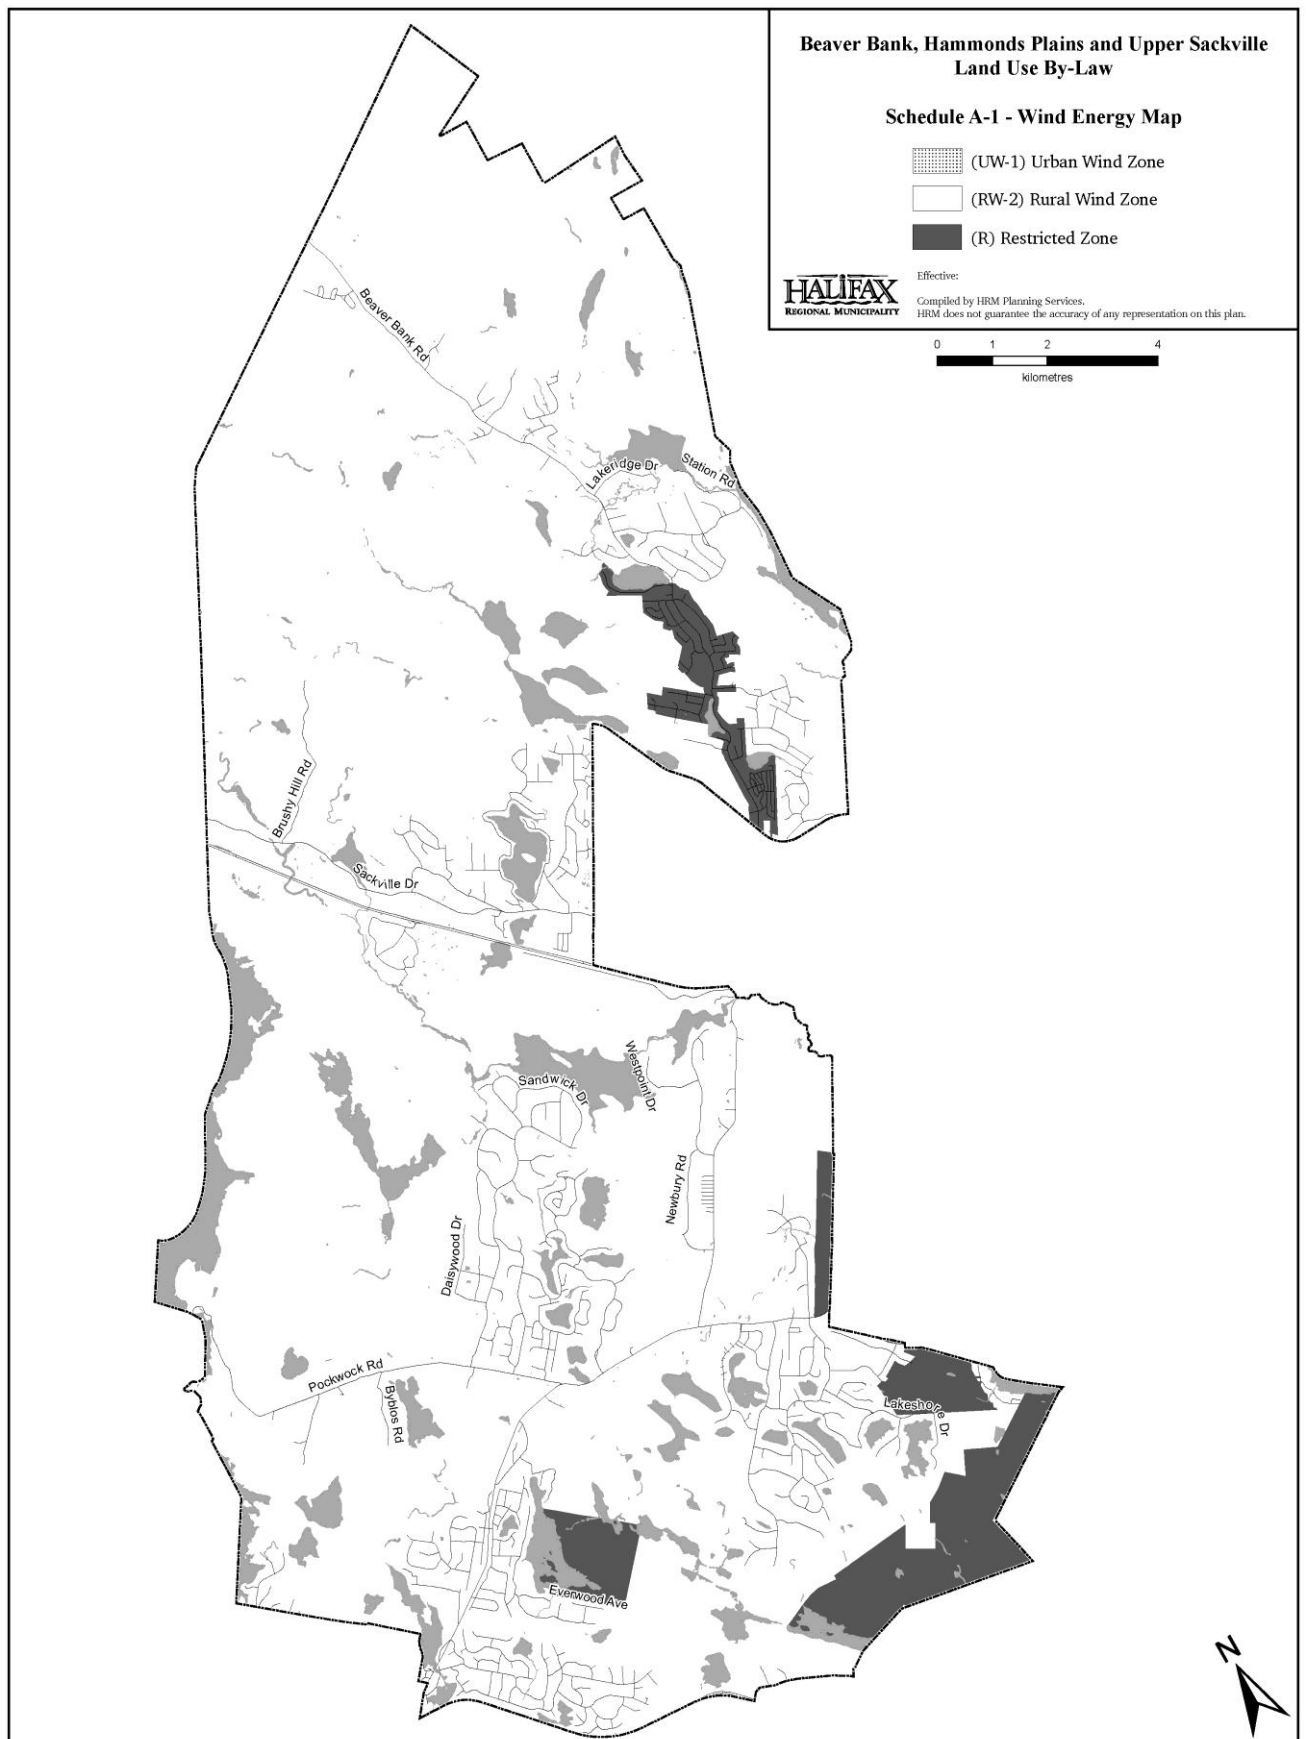 Beaver Bank, Hammonds Plains and Upper Sackville
Land Use By-Law
Schedule A-1 - Wind Energy Map
(UW-1) Urban Wind Zone
(RW-2) Rural Wind Zone
(R) Restricted Zone
HALIFAX
REGIONAL MUNICIPALITY
Effective:
Compiled by HRM Planning Services.
HRM does not guarantee the accuracy of any representation on this plan.
0 1 2 4
kilometres
Beaver Bank Rd
Lakeridge Dr
Station Rd
Brushy Hill Rd
Sackville Dr
Sandwick Dr
Westpoint Dr
Newbury Rd
Daisywood Dr
Pockwock Rd
Byblos Rd
Lakeshore Dr
Everwood Ave
N